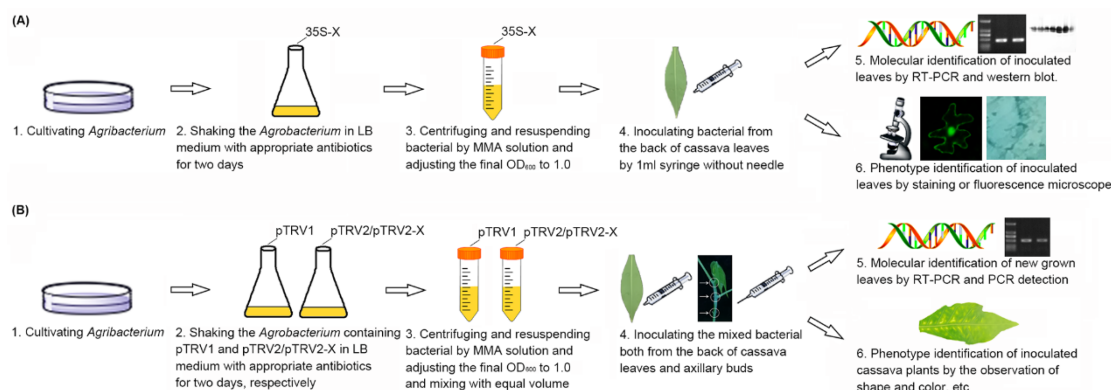 (A)
35S-X
35S-X
1. Cultivating Agribacterium
2. Shaking the Agrobacterium in LB
medium with appropriate antibiotics
for two days
3. Centrifuging and resuspending
bacterial by MMA solution and
adjusting the final OD₆₀₀ to 1.0
4. Inoculating bacterial from
the back of cassava leaves
by 1ml syringe without needle
5. Molecular identification of inoculated
leaves by RT-PCR and western blot.
6. Phenotype identification of inoculated
leaves by staining or fluorescence microscope
(B)
pTRV1
pTRV2/pTRV2-X
pTRV1
pTRV2/pTRV2-X
1. Cultivating Agribacterium
2. Shaking the Agrobacterium containing
pTRV1 and pTRV2/pTRV2-X in LB
medium with appropriate antibiotics
for two days, respectively
3. Centrifuging and resuspending
bacterial by MMA solution and
adjusting the final OD₆₀₀ to 1.0
and mixing with equal volume
4. Inoculating the mixed bacterial
both from the back of cassava
leaves and axillary buds
5. Molecular identification of new grown
leaves by RT-PCR and PCR detection
6. Phenotype identification of inoculated
cassava plants by the observation of
shape and color, etc